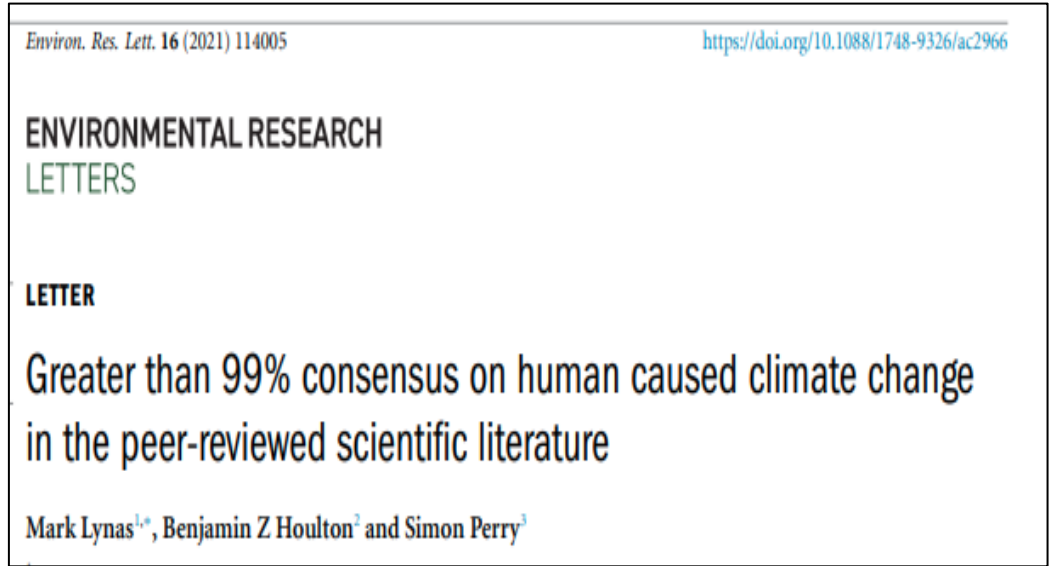 Environ. Res. Lett. 16 (2021) 114005
https://doi.org/10.1088/1748-9326/ac2966
ENVIRONMENTAL RESEARCH
LETTERS
LETTER
Greater than 99% consensus on human caused climate change
in the peer-reviewed scientific literature
Mark Lynas1,*, Benjamin Z Houlton2 and Simon Perry3